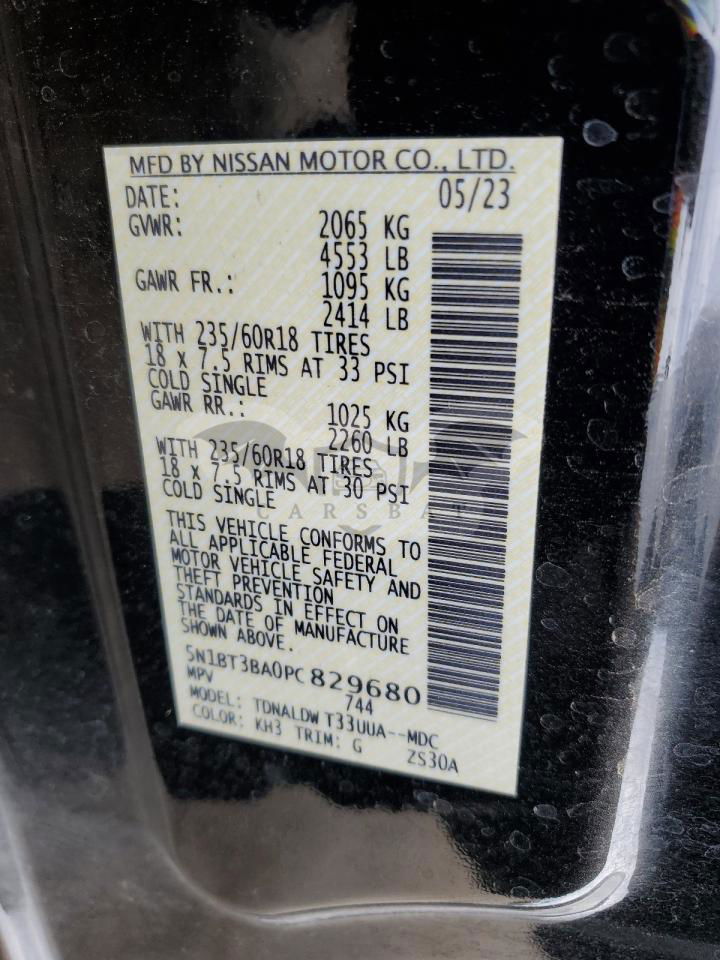 MFD BY NISSAN MOTOR CO., LTD.
DATE: 05/23
GVWR: 2065 KG
4553 LB
GAWR FR.: 1095 KG
2414 LB
WITH 235/60R18 TIRES
18 x 7.5 RIMS AT 33 PSI
COLD SINGLE
GAWR RR.: 1025 KG
2260 LB
WITH 235/60R18 TIRES
18 x 7.5 RIMS AT 30 PSI
COLD SINGLE
CARSBAT
THIS VEHICLE CONFORMS TO
ALL APPLICABLE FEDERAL
MOTOR VEHICLE SAFETY AND
THEFT PREVENTION
STANDARDS IN EFFECT ON
THE DATE OF MANUFACTURE
SHOWN ABOVE.
5N1BT3BA0PC829680
MPV 744
MODEL: TDNALDW T33UUA--MDC
COLOR: KH3 TRIM: G ZS30A